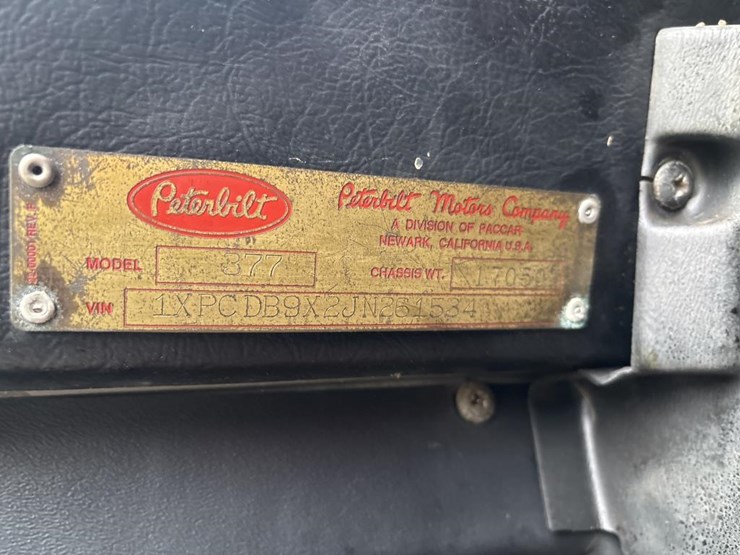 Peterbilt
Peterbilt Motors Company
A DIVISION OF PACCAR
NEWARK, CALIFORNIA U.S.A.
MODEL 377
CHASSIS WT.
VIN 1XPCDB9X2JN261534